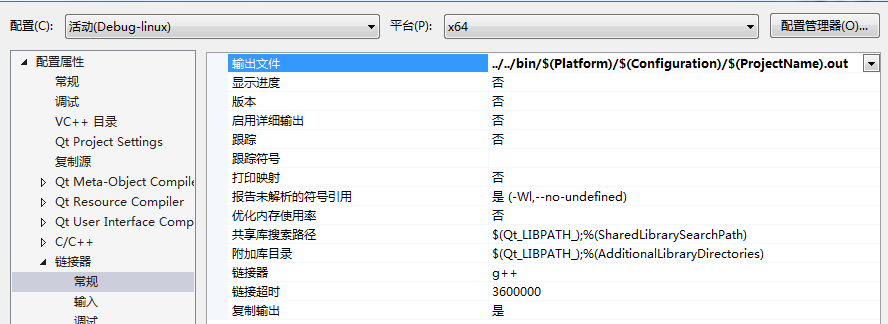 配置(C): 活动(Debug-linux) 平台(P): x64 配置管理器(O)...
配置属性
常规
调试
VC++ 目录
Qt Project Settings
复制源
Qt Meta-Object Compile
Qt Resource Compiler
Qt User Interface Comp
C/C++
链接器
常规
输入
调试
输出文件 ../../bin/$(Platform)/$(Configuration)/$(ProjectName).out
显示进度 否
版本 否
启用详细输出 否
跟踪 否
跟踪符号
打印映射 否
报告未解析的符号引用 是 (-Wl,--no-undefined)
优化内存使用率 否
共享库搜索路径 $(Qt_LIBPATH_);%(SharedLibrarySearchPath)
附加库目录 $(Qt_LIBPATH_);%(AdditionalLibraryDirectories)
链接器 g++
链接超时 3600000
复制输出 是